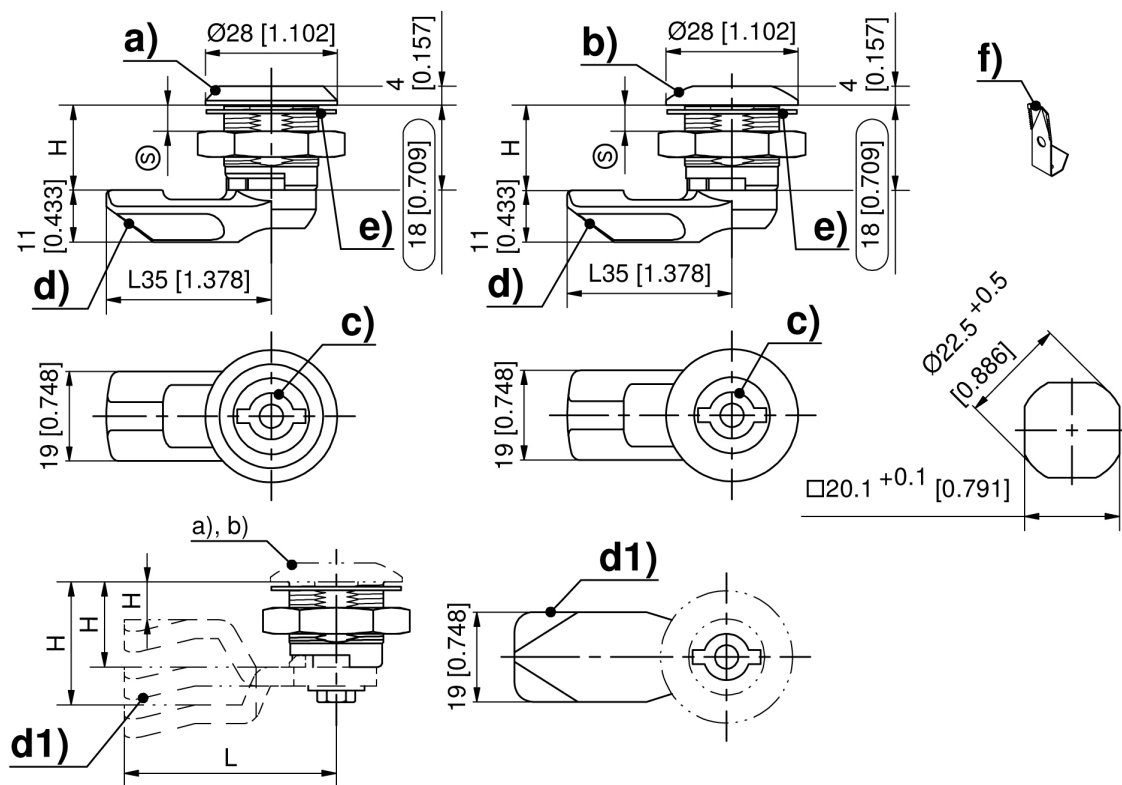 a)
Ø28 [1.102]
4
[0.157]
b)
Ø28 [1.102]
4
[0.157]
f)
H
S
18 [0.709]
11
[0.433]
e)
d)
L35 [1.378]
H
S
18 [0.709]
11
[0.433]
e)
d)
L35 [1.378]
c)
19 [0.748]
c)
19 [0.748]
Ø22.5 +0.5
[0.886]
□20.1 +0.1 [0.791]
a), b)
H
H
H
d1)
L
d1)
19 [0.748]